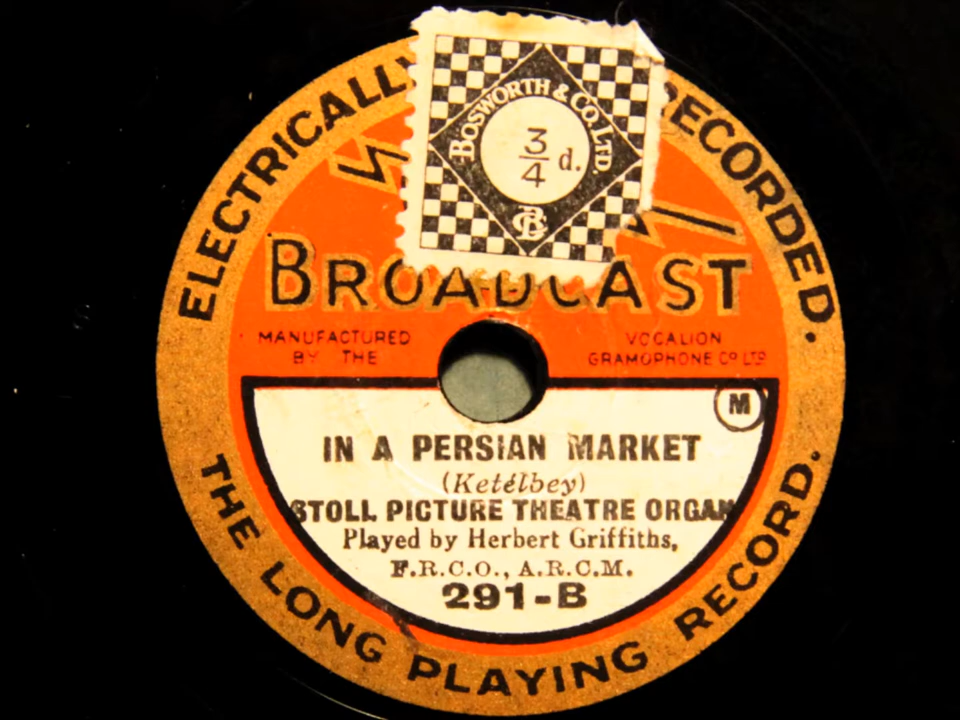 ELECTRICALLY RECORDED.
BOSWORTH & CO. LTD.
3/4 d.
BROADCAST
MANUFACTURED
BY THE
VOCALION
GRAMOPHONE CO LTD
M
IN A PERSIAN MARKET
(Ketèlbey)
STOLL PICTURE THEATRE ORGAN
Played by Herbert Griffiths,
F.R.C.O., A.R.C.M.
291-B
THE LONG PLAYING RECORD.